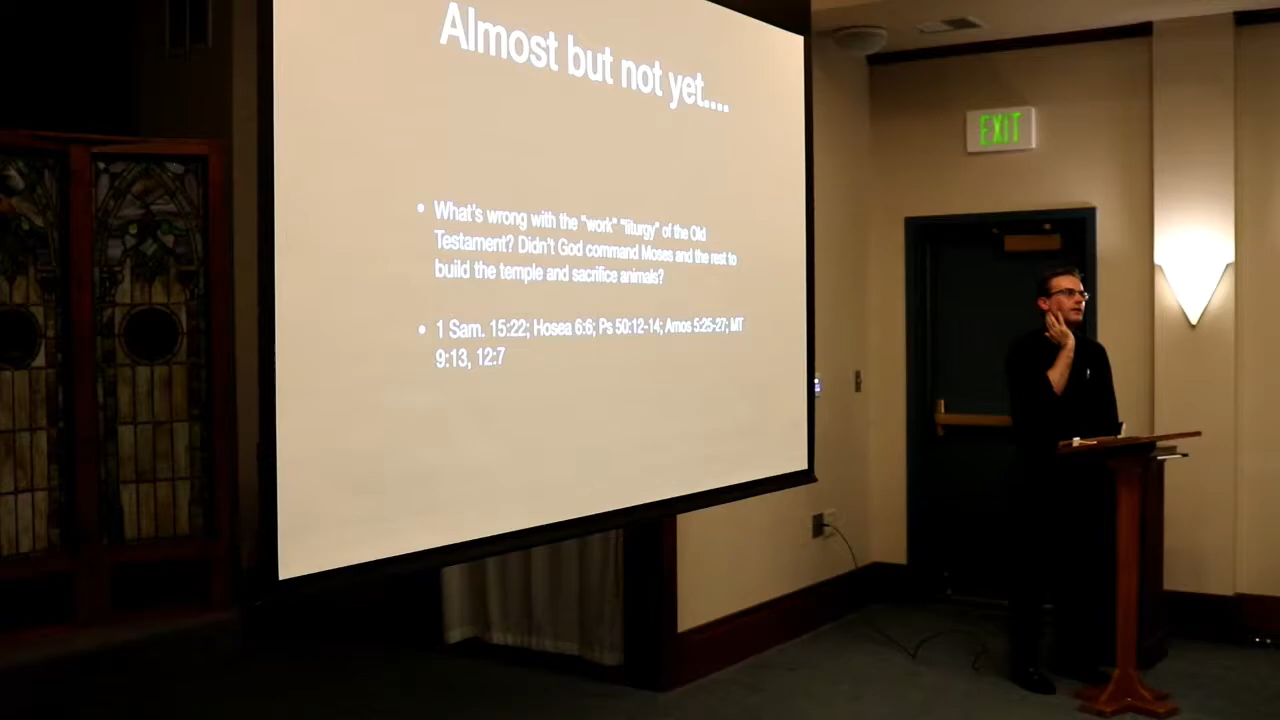 Almost but not yet....
• What's wrong with the "work" "liturgy" of the Old
Testament? Didn't God command Moses and the rest to
build the temple and sacrifice animals?
• 1 Sam. 15:22; Hosea 6:6; Ps 50:12-14; Amos 5:25-27; MT
9:13, 12:7
EXIT